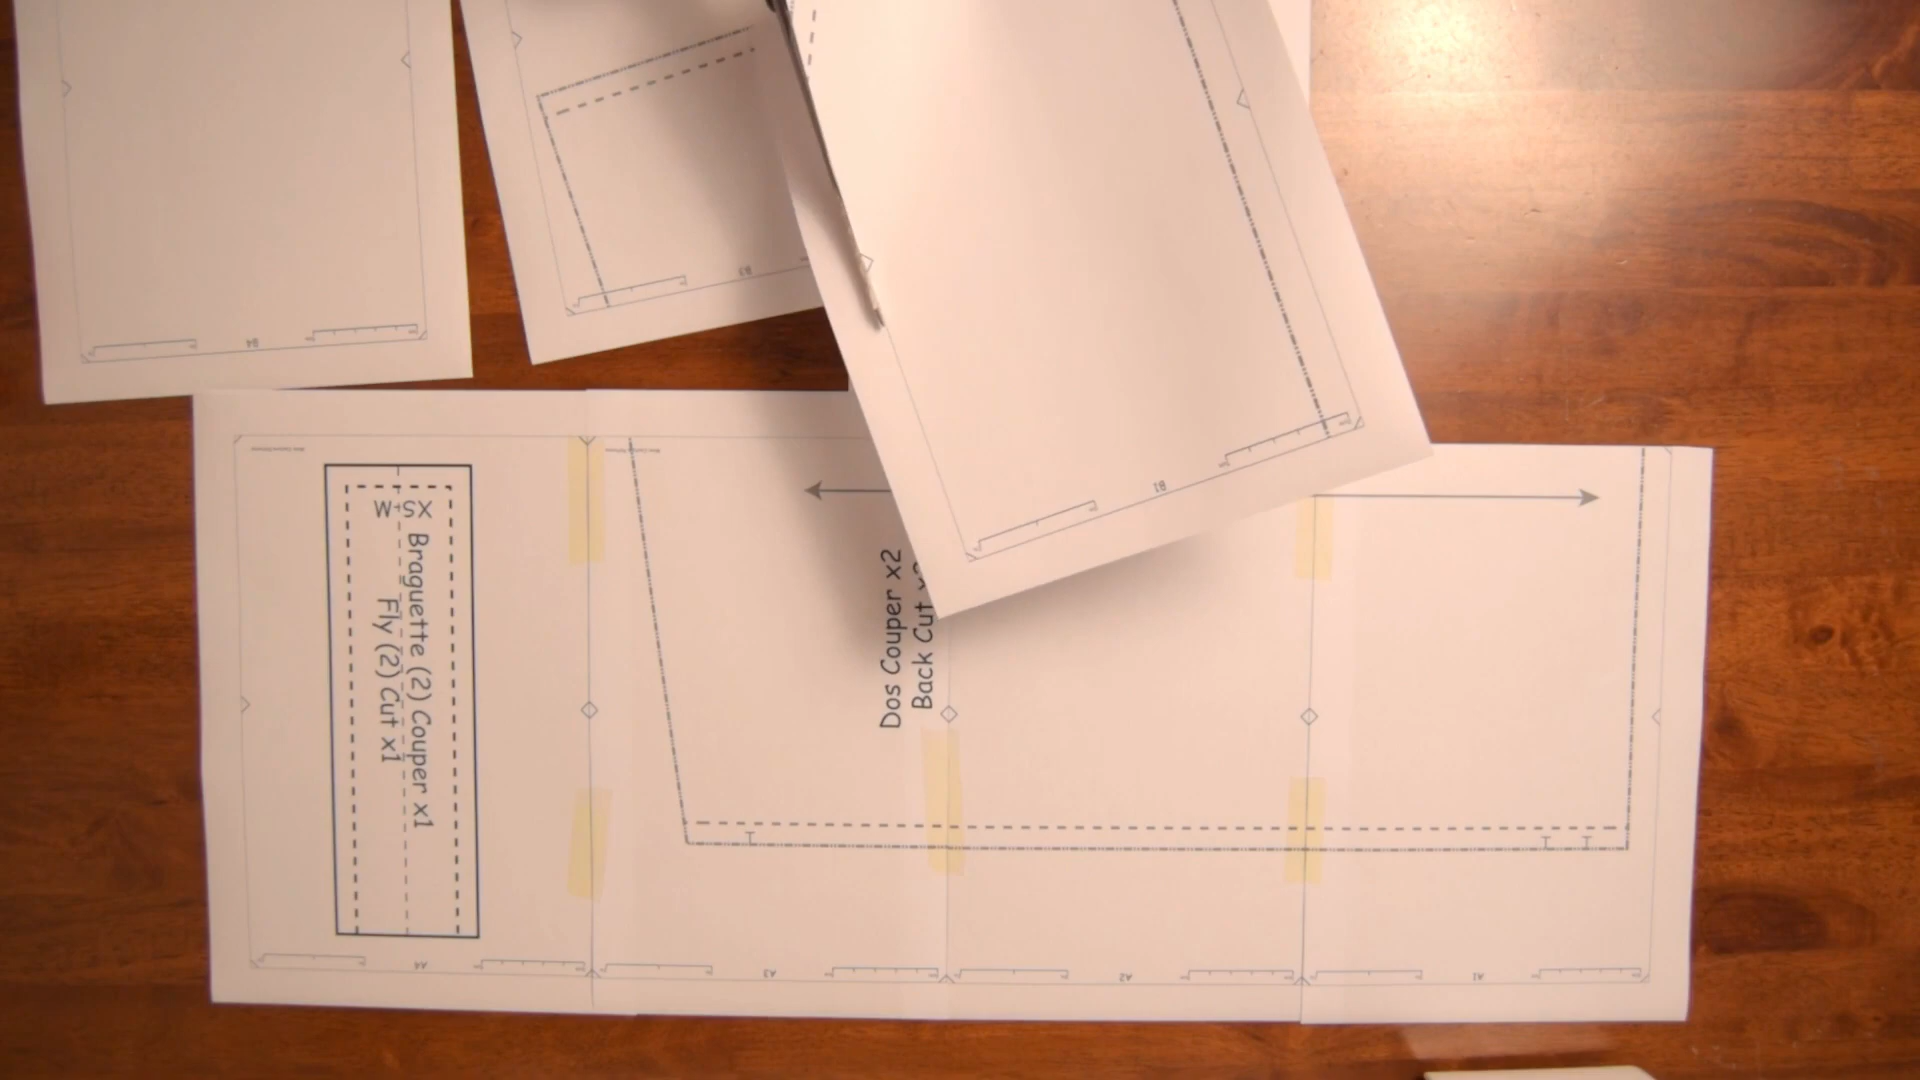 B4
B3
B1
XS-M
Braguette (2) Couper x1
Fly (2) Cut x1
Dos Couper x2
Back Cut
A4
A3
A2
A1